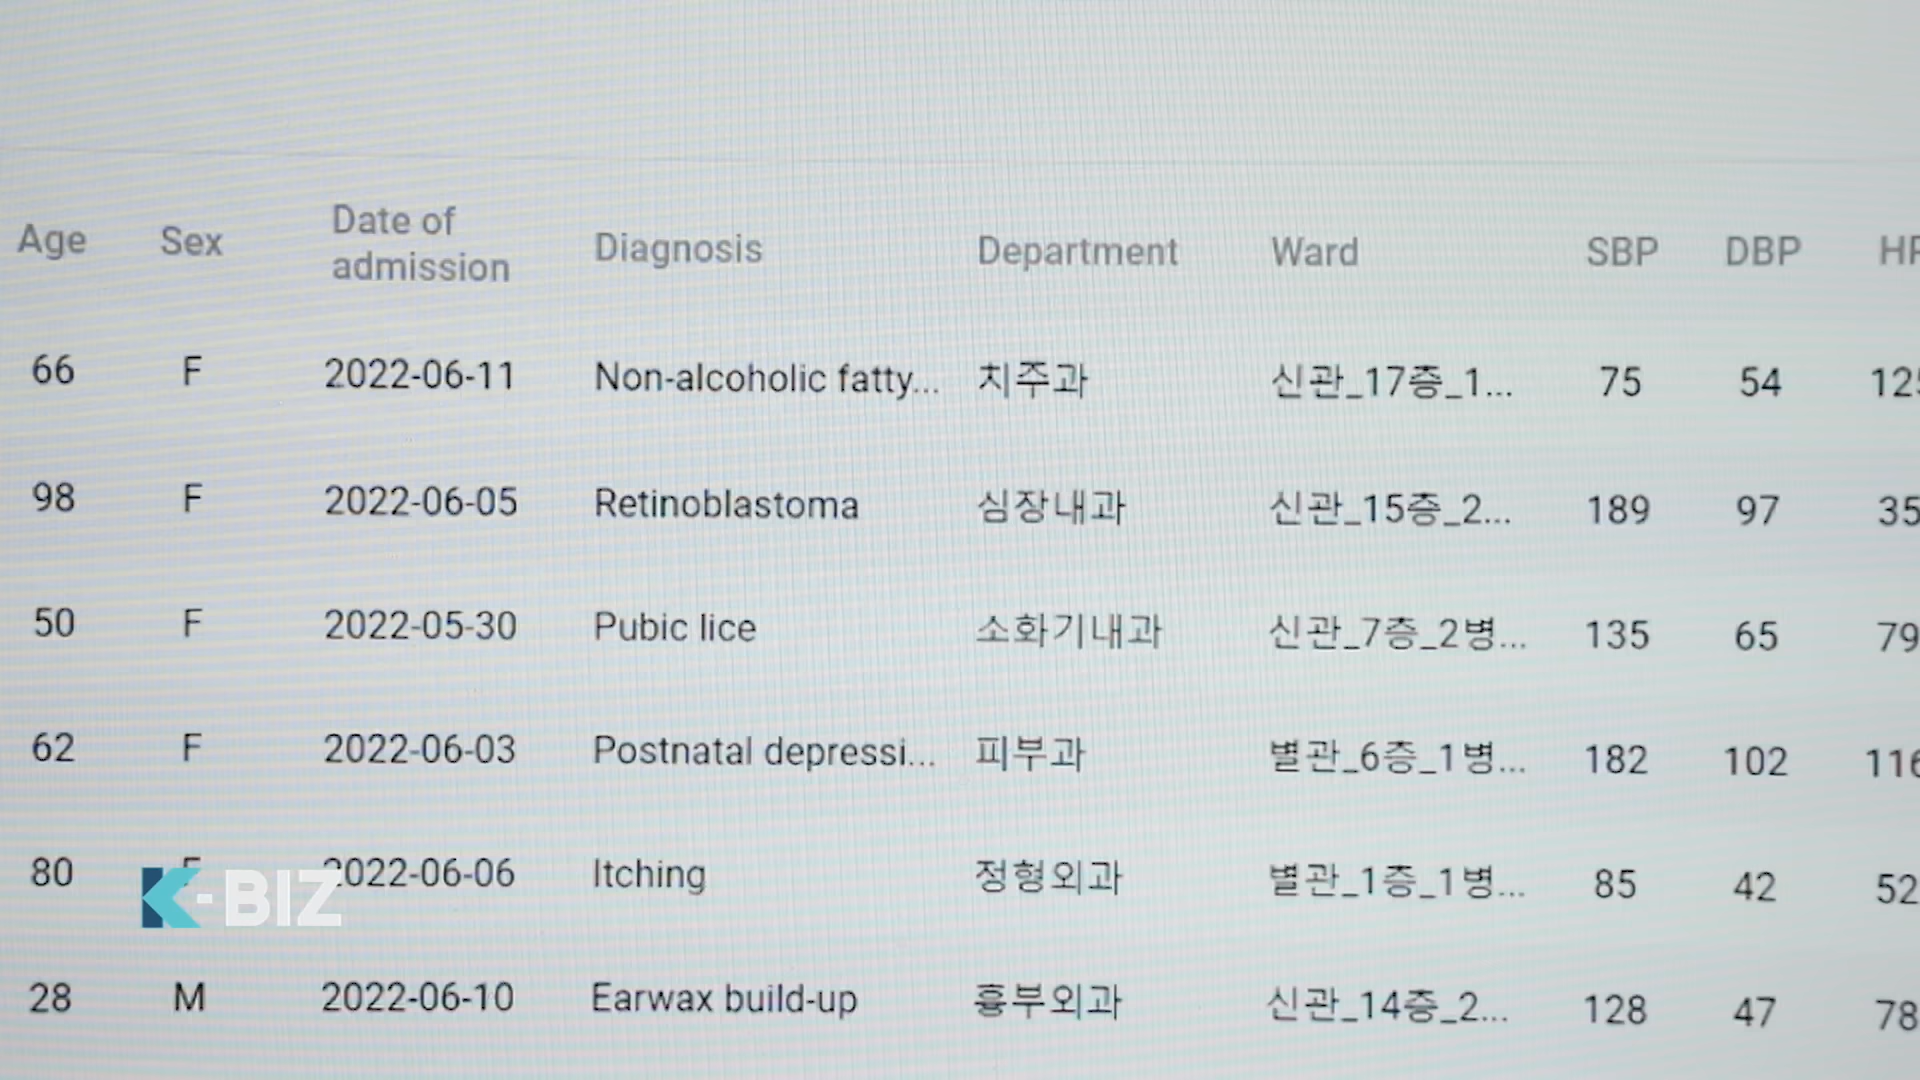 Age Sex Date of admission Diagnosis Department Ward SBP DBP
66 F 2022-06-11 Non-alcoholic fatty... 치주과 신관_17층_1... 75 54
98 F 2022-06-05 Retinoblastoma 심장내과 신관_15층_2... 189 97 35
50 F 2022-05-30 Pubic lice 소화기내과 신관_7층_2병... 135 65 79
62 F 2022-06-03 Postnatal depressi... 피부과 별관_6층_1병... 182 102 116
80 F 2022-06-06 Itching 정형외과 별관_1층_1병... 85 42 52
K-BIZ
28 M 2022-06-10 Earwax build-up 흉부외과 신관_14층_2... 128 47 78